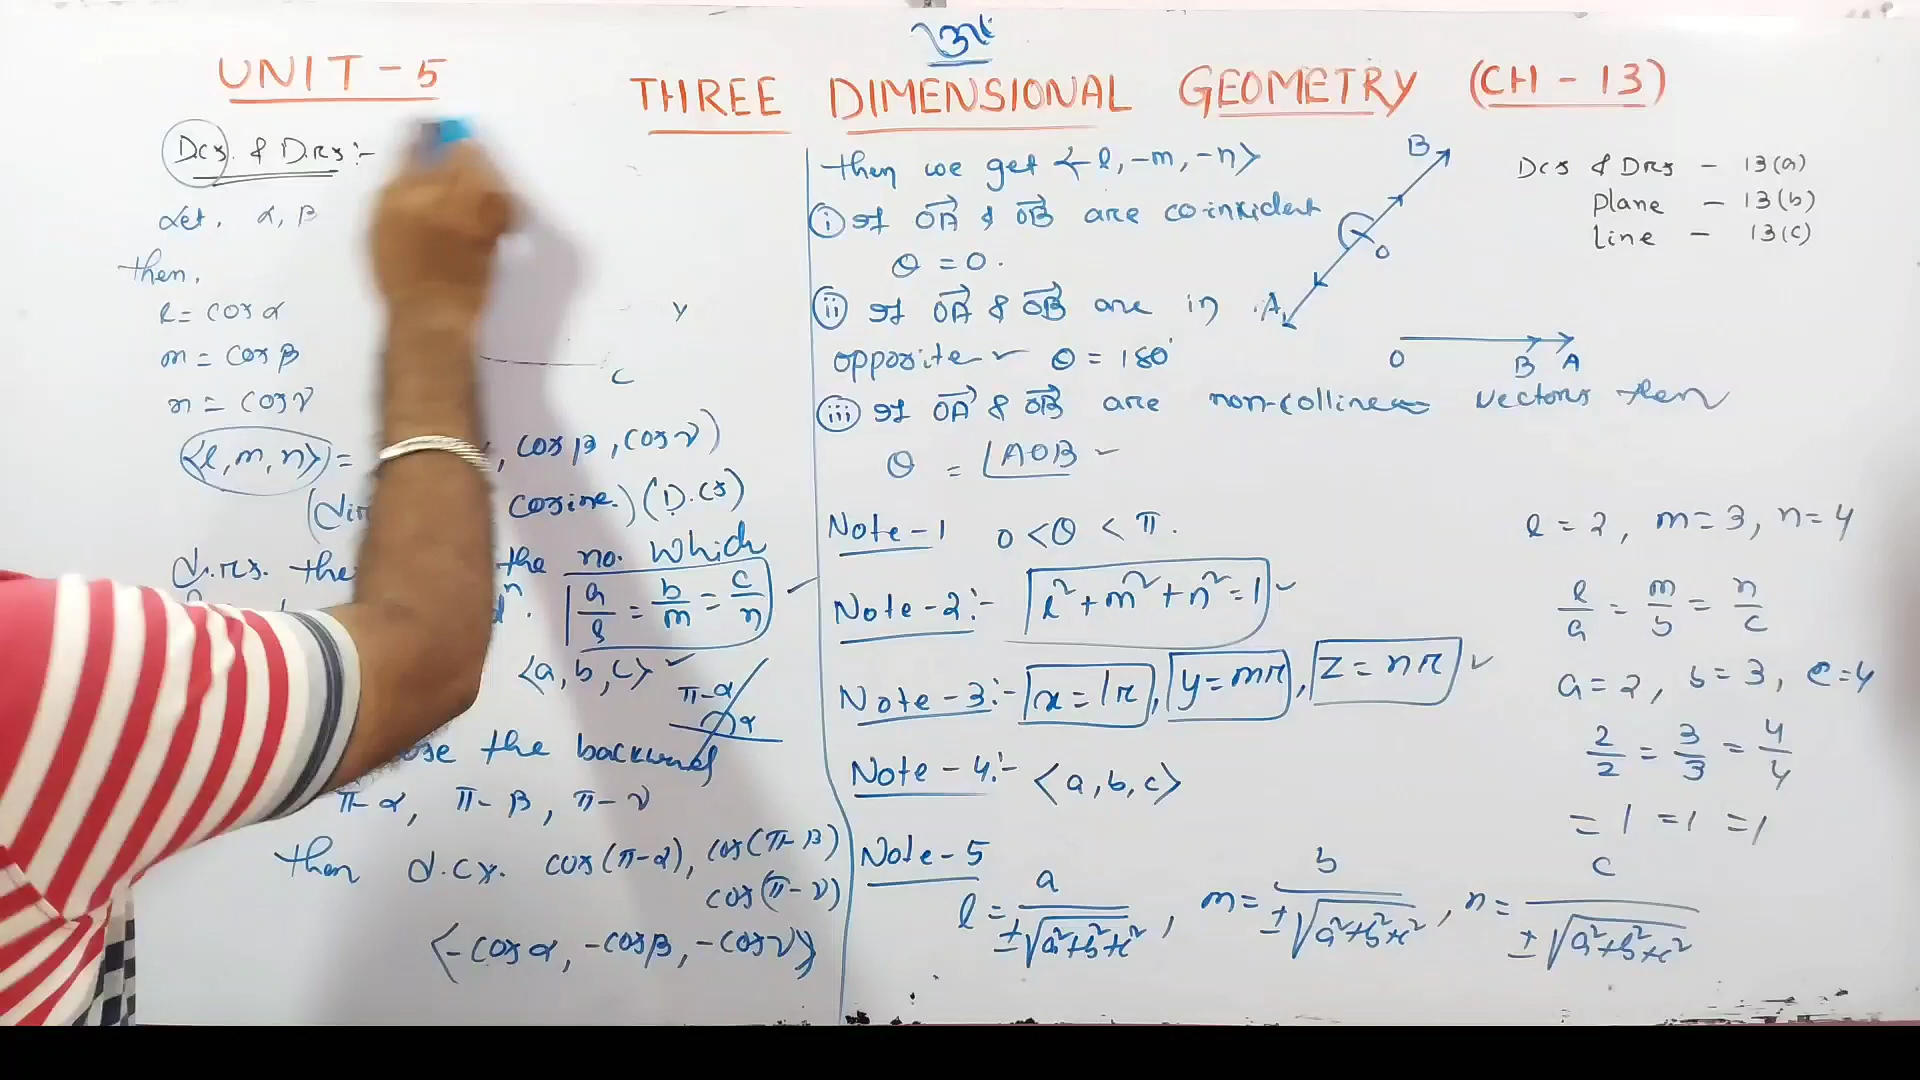 UNIT - 5
THREE DIMENSIONAL GEOMETRY (CH - 13)
Dcs. & D.Rs :-
Let, α, β
then,
l = cos α
m = cos β
n = cos γ
<l, m, n> = , cos β, cos γ)
cosine.) (D.Cs)
d.rs. the the no. which
a/l = b/m = c/n
<a, b, c>
π-α
α
the backward
π-α, π-β, π-γ
then d.cs. cos(π-α), cos(π-β)
cos(π-γ)
<-cos α, -cos β, -cos γ>
Y
C
then we get <-l, -m, -n>
(i) If OA & OB are coincident
θ = 0.
(ii) If OA & OB are in
opposite θ = 180°
(iii) If OA & OB are non-collinear vectors then
θ = ∠AOB
Note - 1 0 < θ < π.
Note - 2 :- l² + m² + n² = 1
Note - 3 :- x = lr, y = mr, z = nr
Note - 4 :- <a, b, c>
Note - 5
l = a/±√a²+b²+c², m = b/±√a²+b²+c², n = c/±√a²+b²+c²
B
O
A
O B A
Dcs & DRs - 13(a)
plane - 13(b)
line - 13(c)
l = 2, m = 3, n = 4
l/a = m/b = n/c
a = 2, b = 3, c = 4
2/2 = 3/3 = 4/4
= 1 = 1 = 1